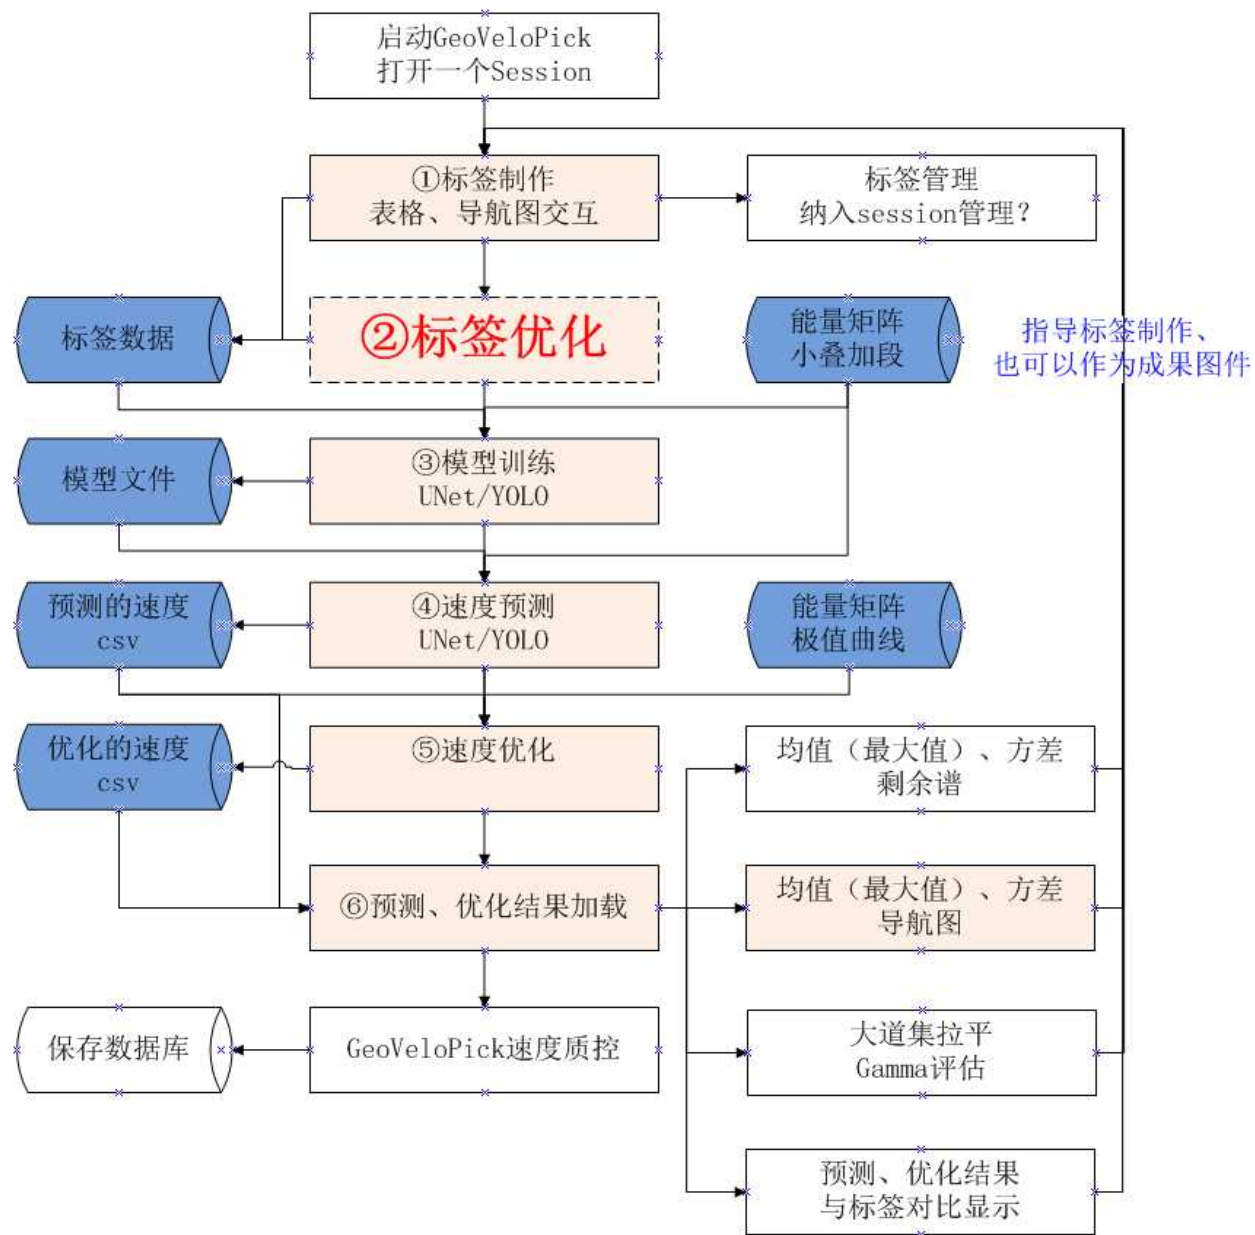 启动GeoVeloPick
打开一个Session
①标签制作
表格、导航图交互
标签管理
纳入session管理?
标签数据
②标签优化
能量矩阵
小叠加段
指导标签制作、
也可以作为成果图件
模型文件
③模型训练
UNet/YOLO
预测的速度
csv
④速度预测
UNet/YOLO
能量矩阵
极值曲线
优化的速度
csv
⑤速度优化
均值（最大值）、方差
剩余谱
⑥预测、优化结果加载
均值（最大值）、方差
导航图
保存数据库
GeoVeloPick速度质控
大道集拉平
Gamma评估
预测、优化结果
与标签对比显示